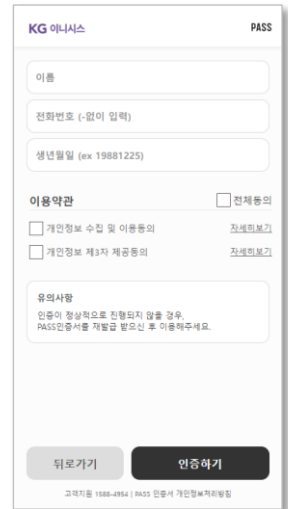 KG 이니시스 PASS
이름
전화번호 (-없이 입력)
생년월일 (ex 19881225)
이용약관 전체동의
개인정보 수집 및 이용동의 자세히보기
개인정보 제3자 제공동의 자세히보기
유의사항
인증이 정상적으로 진행되지 않을 경우,
PASS인증서를 재발급 받으신 후 이용해주세요.
뒤로가기 인증하기
고객지원 1588-4954 | PASS 인증서 개인정보처리방침